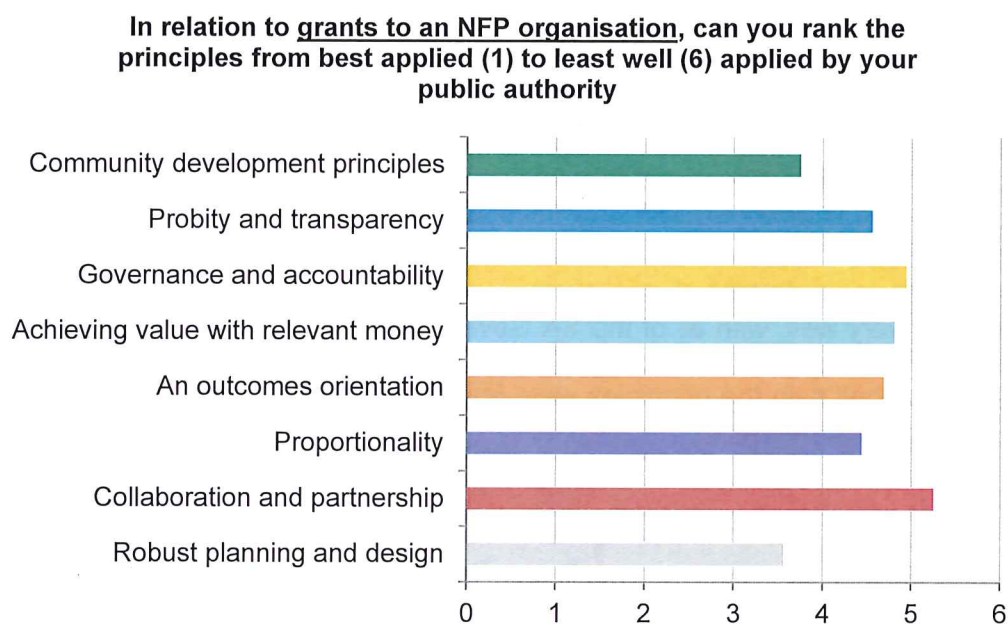 In relation to grants to an NFP organisation, can you rank the
principles from best applied (1) to least well (6) applied by your
public authority
Community development principles
Probity and transparency
Governance and accountability
Achieving value with relevant money
An outcomes orientation
Proportionality
Collaboration and partnership
Robust planning and design
0 1 2 3 4 5 6